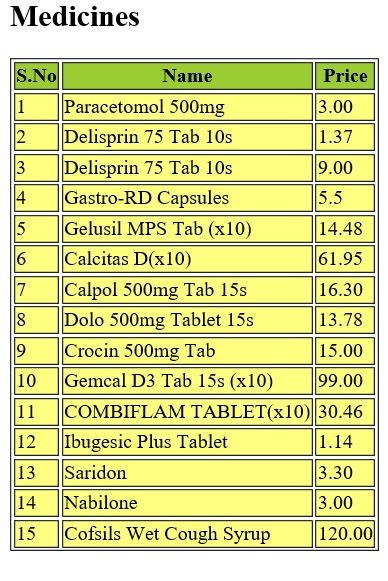 Medicines
S.No Name Price
1 Paracetomol 500mg 3.00
2 Delisprin 75 Tab 10s 1.37
3 Delisprin 75 Tab 10s 9.00
4 Gastro-RD Capsules 5.5
5 Gelusil MPS Tab (x10) 14.48
6 Calcitas D(x10) 61.95
7 Calpol 500mg Tab 15s 16.30
8 Dolo 500mg Tablet 15s 13.78
9 Crocin 500mg Tab 15.00
10 Gemcal D3 Tab 15s (x10) 99.00
11 COMBIFLAM TABLET(x10) 30.46
12 Ibugesic Plus Tablet 1.14
13 Saridon 3.30
14 Nabilone 3.00
15 Cofsils Wet Cough Syrup 120.00